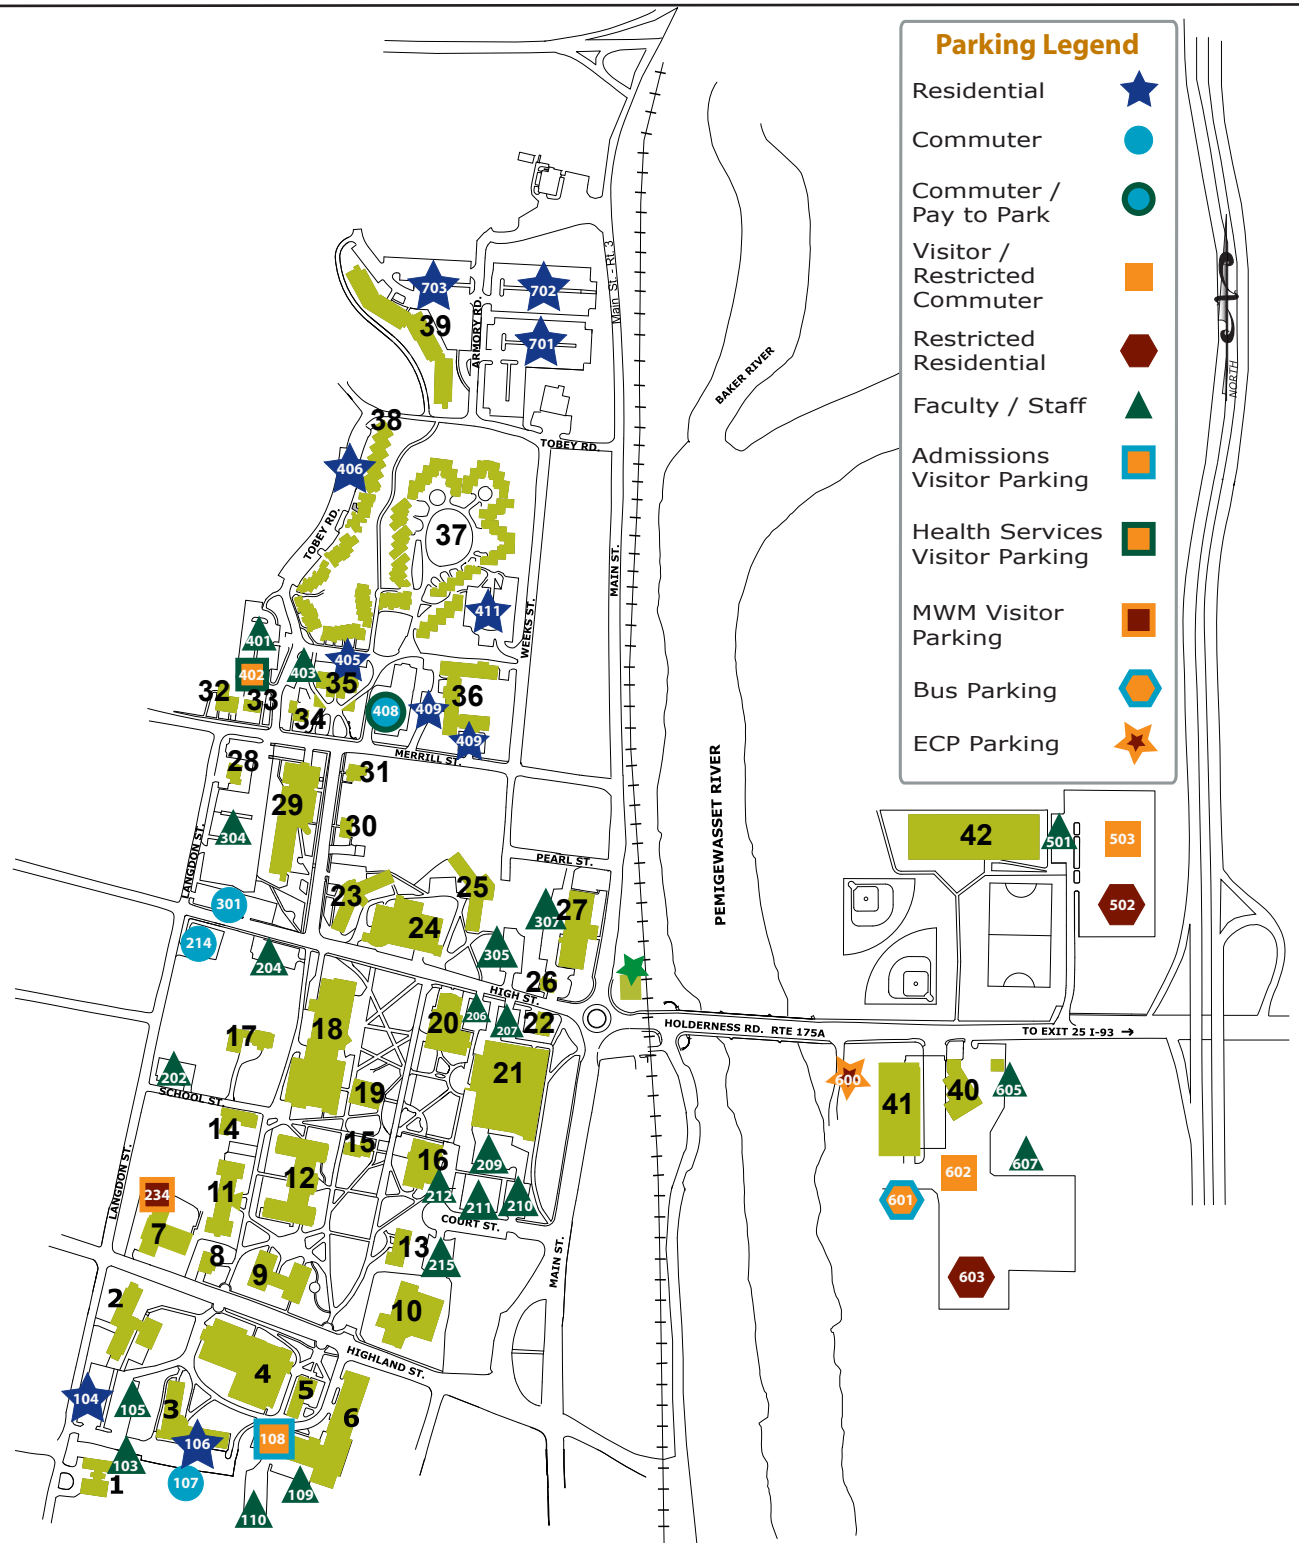 Parking Legend
Residential
Commuter
Commuter /
Pay to Park
Visitor /
Restricted
Commuter
Restricted
Residential
Faculty / Staff
Admissions
Visitor Parking
Health Services
Visitor Parking
MWM Visitor
Parking
Bus Parking
ECP Parking
NORTH
Main St. - Rt. 3
703
702
39
ARMORY RD.
701
BAKER RIVER
38
TOBEY RD.
406
TOBEY RD.
37
MAIN ST.
411
WEEKS ST.
401
402
403
405
32
33
35
34
408
409
36
409
MERRILL ST.
28
31
29
30
304
LANGDON ST.
PEMIGEWASSET RIVER
42
501
503
502
PEARL ST.
23
25
24
307
27
301
214
204
305
26
HIGH ST.
206
207
22
20
18
17
21
HOLDERNESS RD. RTE 175A
TO EXIT 25 I-93
202
SCHOOL ST.
19
600
41
40
605
14
15
16
12
209
212
211
210
COURT ST.
607
602
601
603
LANGDON ST.
234
11
7
8
9
13
215
MAIN ST.
10
2
HIGHLAND ST.
4
5
6
104
105
3
106
108
103
107
1
109
110